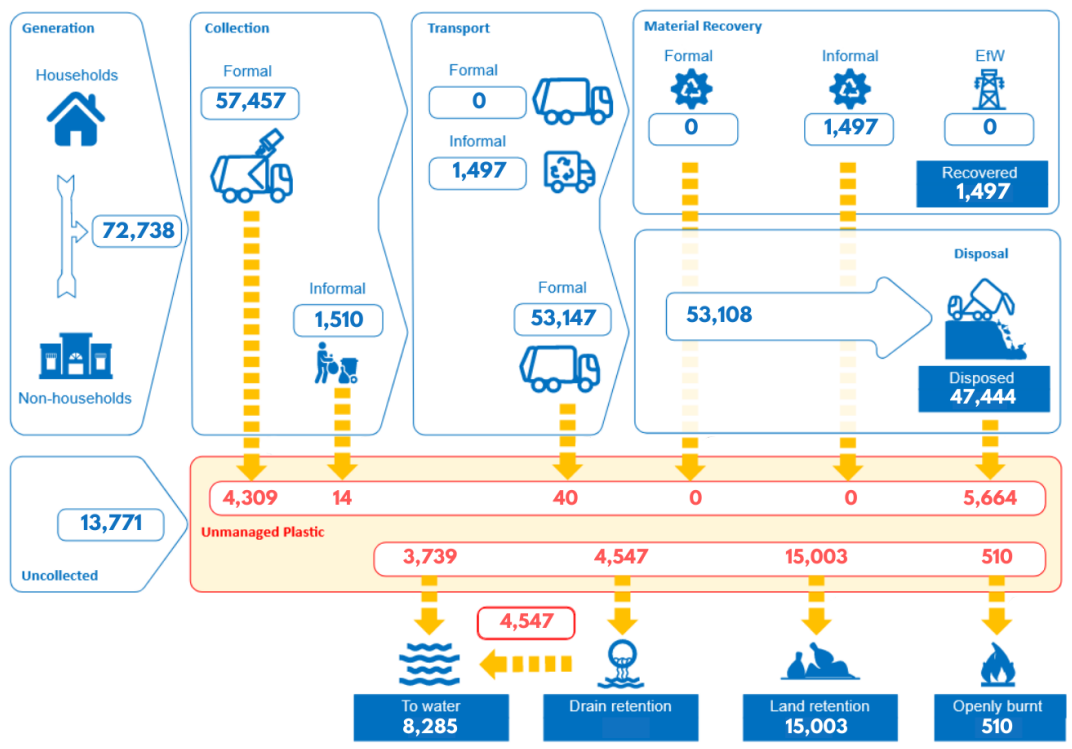 Generation
Households
72,738
Non-households
Collection
Formal
57,457
Informal
1,510
Transport
Formal
0
Informal
1,497
Formal
53,147
Material Recovery
Formal
0
Informal
1,497
EfW
0
Recovered
1,497
Disposal
53,108
Disposed
47,444
13,771
Uncollected
4,309 14 40 0 0 5,664
Unmanaged Plastic
3,739 4,547 15,003 510
4,547
To water
8,285
Drain retention
Land retention
15,003
Openly burnt
510